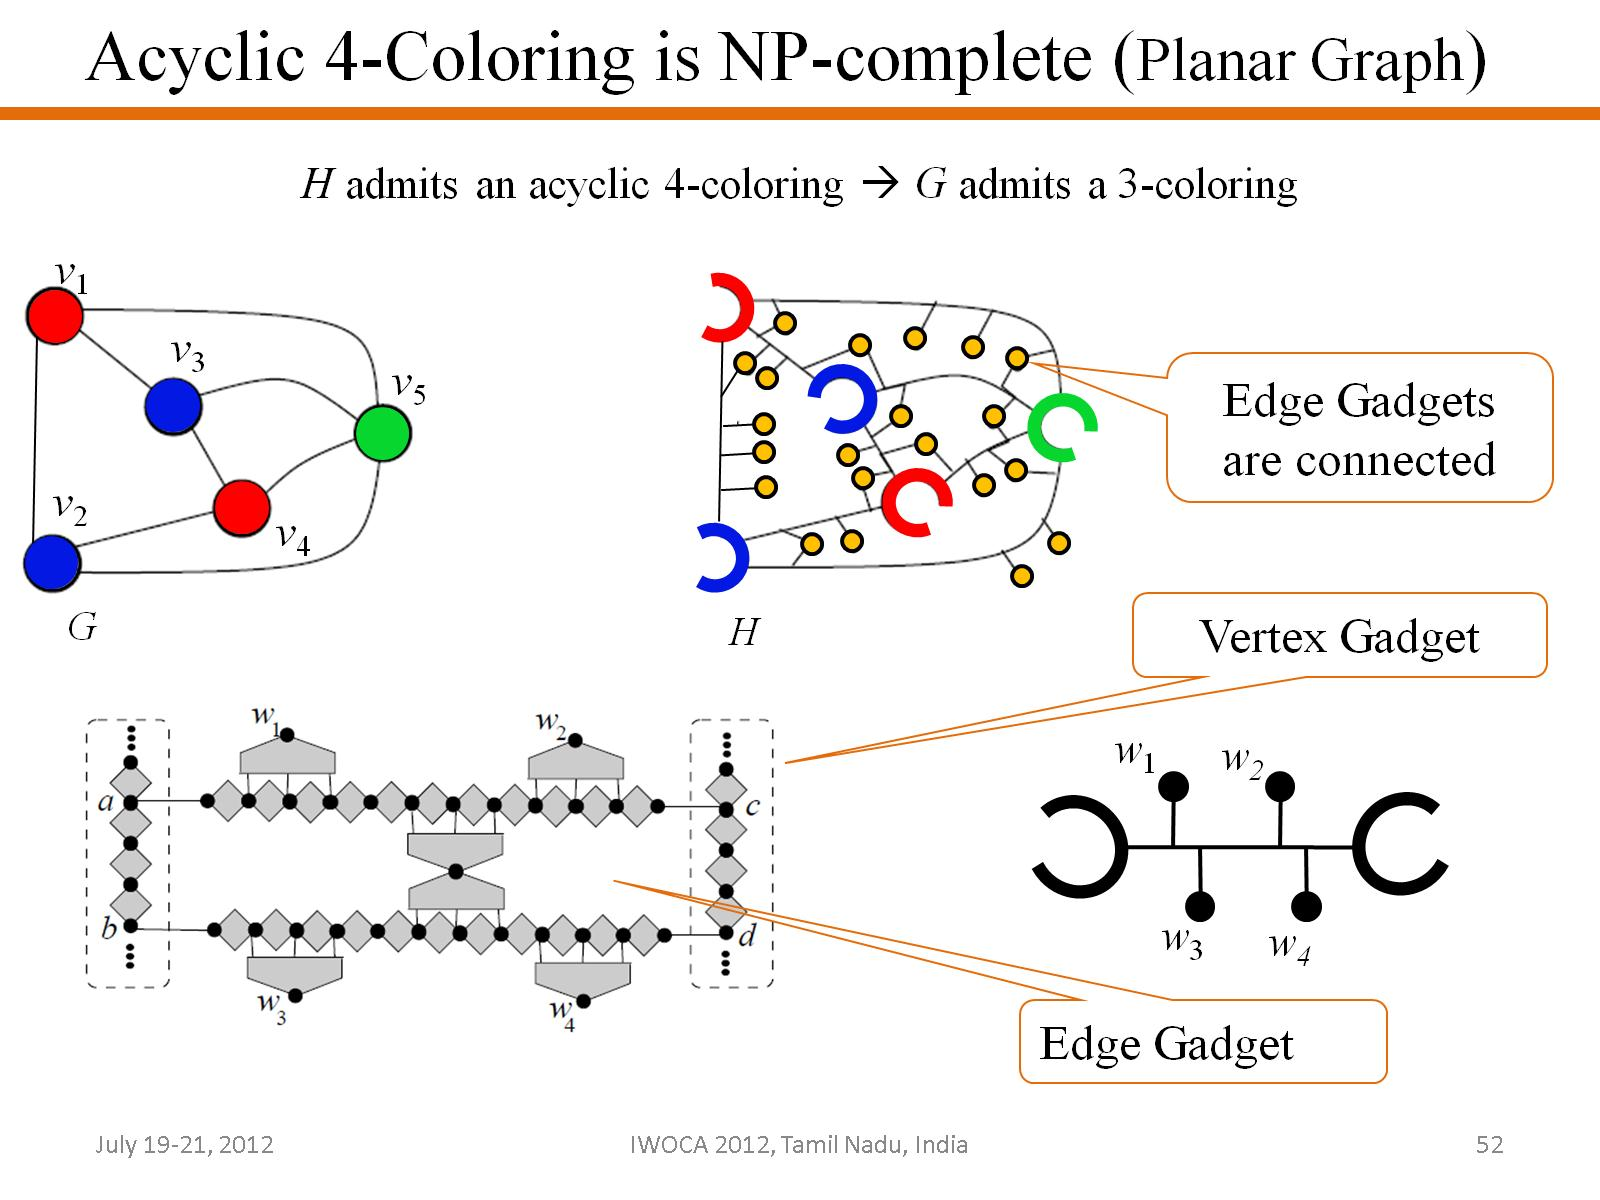 Acyclic 4-Coloring is NP-complete (Planar Graph)
H admits an acyclic 4-coloring → G admits a 3-coloring
v1
v3
v5
v2
v4
G
H
Edge Gadgets
are connected
Vertex Gadget
w1
w2
a
c
b
d
w3
w4
w1
w2
w3
w4
Edge Gadget
July 19-21, 2012
IWOCA 2012, Tamil Nadu, India
52